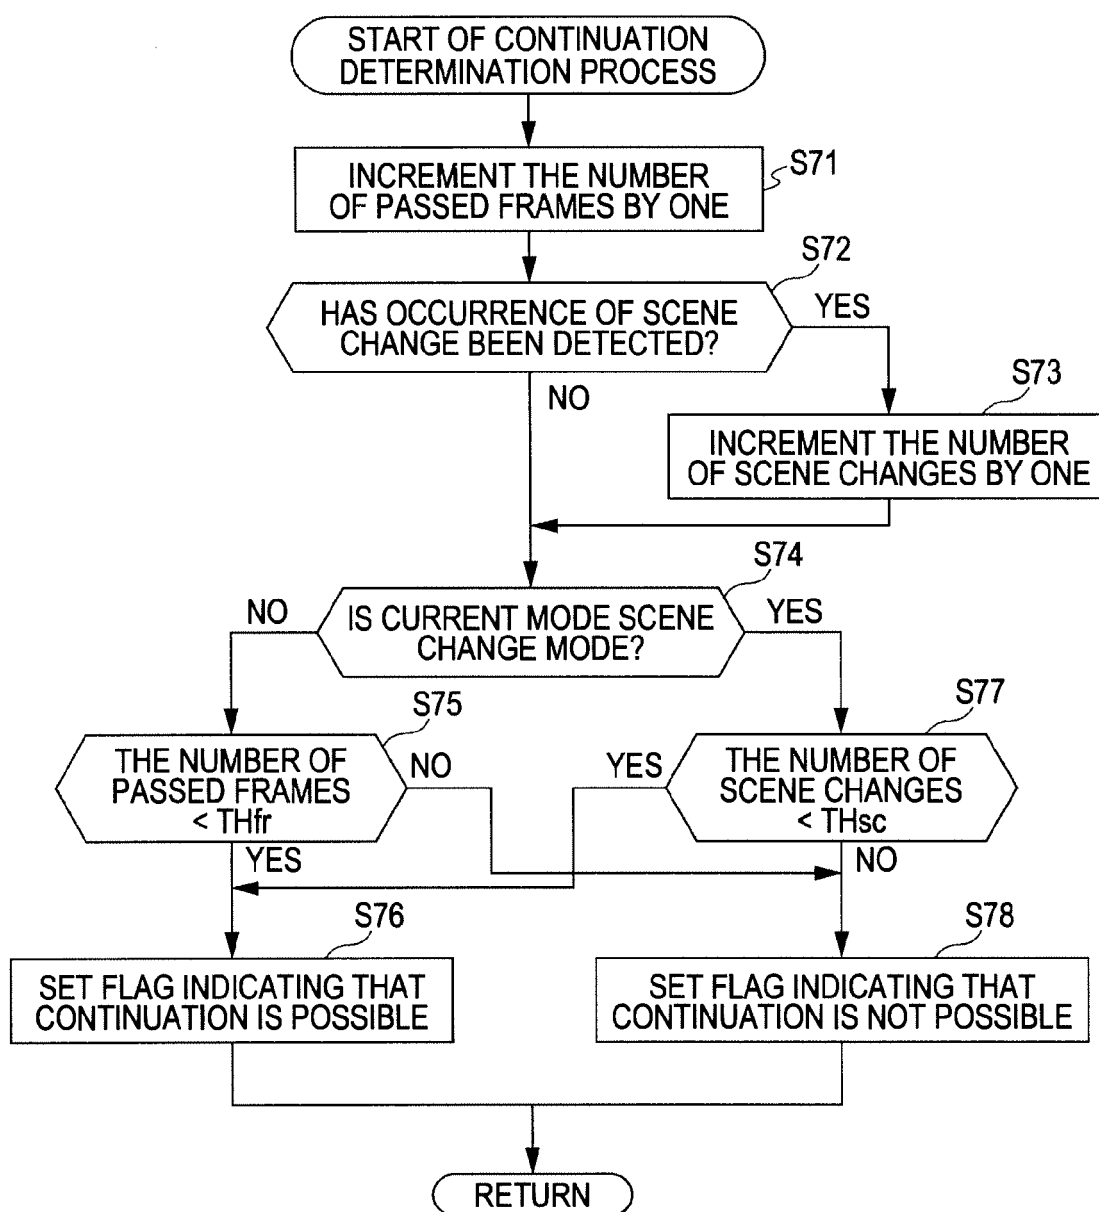 START OF CONTINUATION
DETERMINATION PROCESS
S71
INCREMENT THE NUMBER
OF PASSED FRAMES BY ONE
S72
HAS OCCURRENCE OF SCENE
CHANGE BEEN DETECTED?
YES
NO
S73
INCREMENT THE NUMBER
OF SCENE CHANGES BY ONE
S74
IS CURRENT MODE SCENE
CHANGE MODE?
NO
YES
S75
THE NUMBER OF
PASSED FRAMES
< THfr
NO
YES
S77
THE NUMBER OF
SCENE CHANGES
< THsc
YES
NO
S76
SET FLAG INDICATING THAT
CONTINUATION IS POSSIBLE
S78
SET FLAG INDICATING THAT
CONTINUATION IS NOT POSSIBLE
RETURN